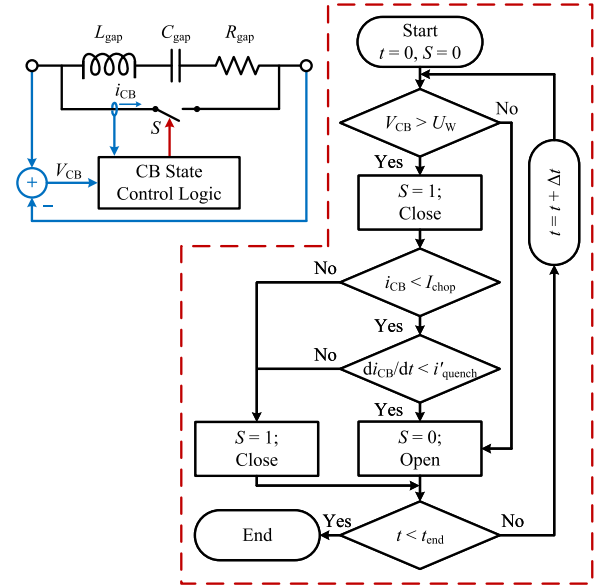 L_gap C_gap R_gap
i_CB
S
V_CB
+
−
CB State
Control Logic
Start
t = 0, S = 0
V_CB > U_W
No
Yes
S = 1;
Close
t = t + Δt
i_CB < I_chop
No
Yes
di_CB/dt < i′_quench
No
Yes
S = 1;
Close
S = 0;
Open
t < t_end
Yes
No
End